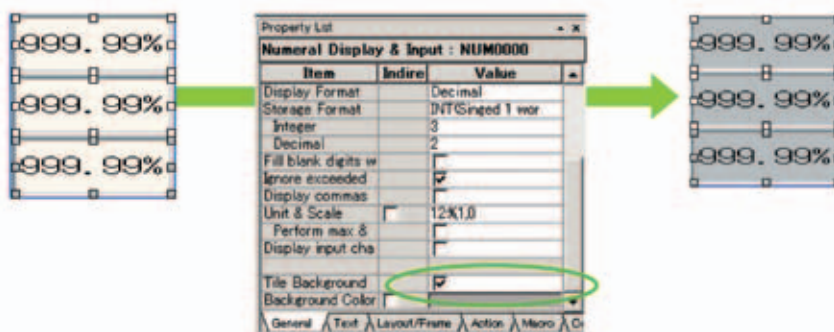 999. 99%
999. 99%
999. 99%
Property List
Numeral Display & Input : NUM0000
Item Indire Value
Display Format Decimal
Storage Format INT(Singed 1 wor
Integer 3
Decimal 2
Fill blank digits w
Ignore exceeded
Display commas
Unit & Scale 12:%,1,0
Perform max &
Display input cha
Tile Background
Background Color
General Text Layout/Frame Action Macro
999. 99%
999. 99%
999. 99%